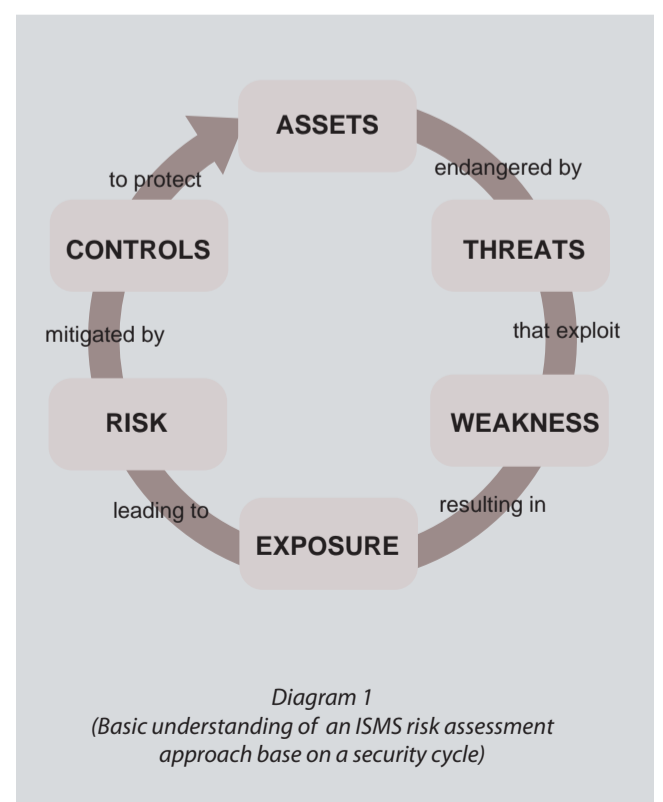 ASSETS
endangered by
THREATS
that exploit
WEAKNESS
resulting in
EXPOSURE
leading to
RISK
mitigated by
CONTROLS
to protect
Diagram 1
(Basic understanding of an ISMS risk assessment
approach base on a security cycle)